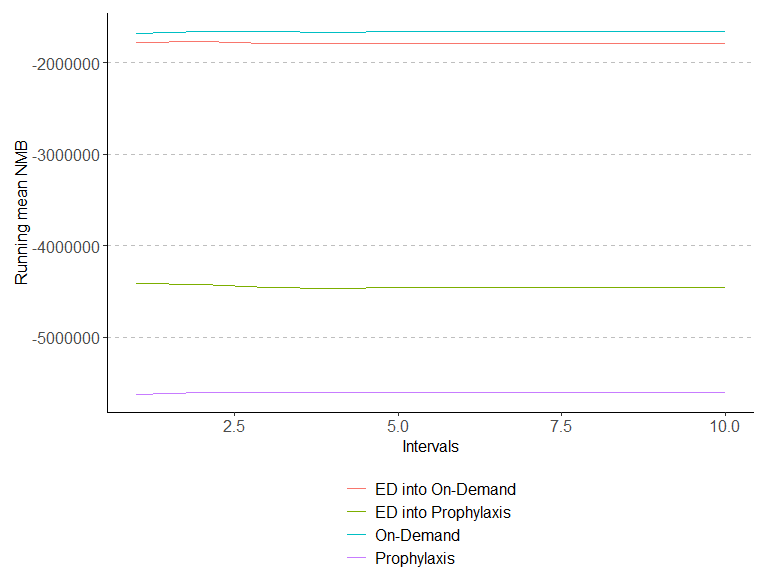 -2000000
-3000000
-4000000
-5000000
Running mean NMB
2.5 5.0 7.5 10.0
Intervals
ED into On-Demand
ED into Prophylaxis
On-Demand
Prophylaxis